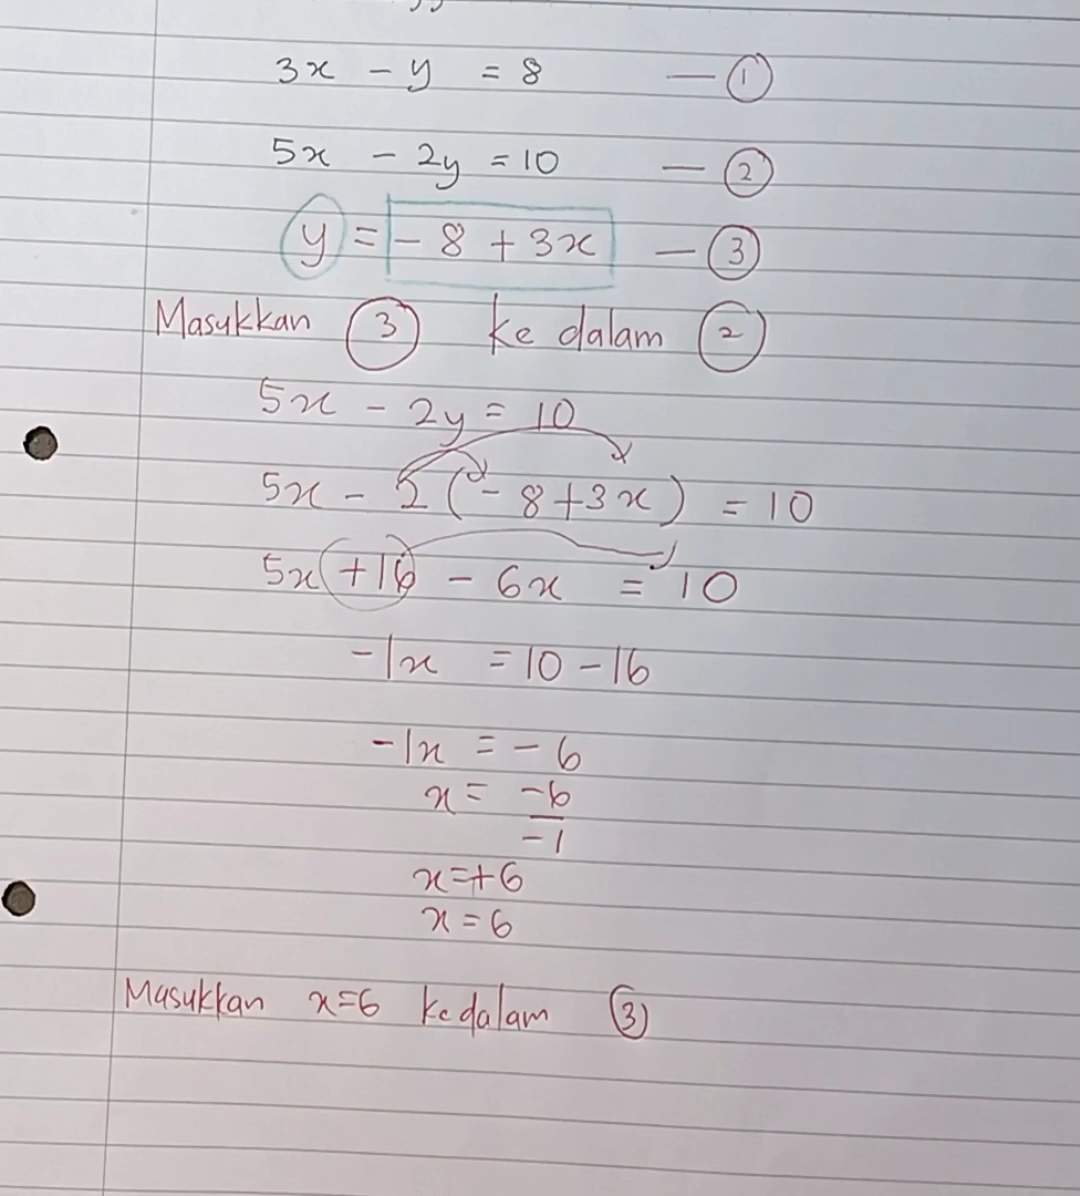 3x - y = 8 — ①
5x - 2y = 10 — ②
y = - 8 + 3x — ③
Masukkan ③ ke dalam ②
5x - 2y = 10
5x - 2(- 8 + 3x) = 10
5x + 16 - 6x = 10
-1x = 10 - 16
-1x = - 6
x = -6
-1
x = +6
x = 6
Masukkan x=6 ke dalam ③